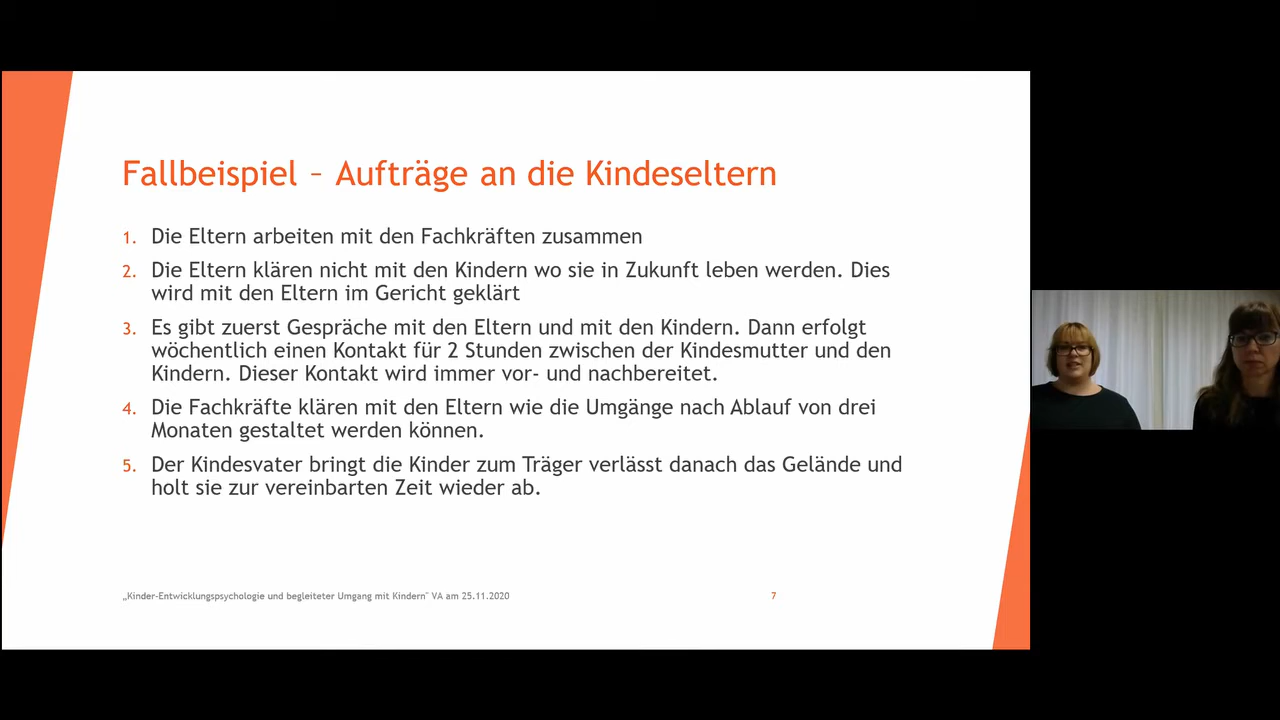 Fallbeispiel – Aufträge an die Kindeseltern
1. Die Eltern arbeiten mit den Fachkräften zusammen
2. Die Eltern klären nicht mit den Kindern wo sie in Zukunft leben werden. Dies
wird mit den Eltern im Gericht geklärt
3. Es gibt zuerst Gespräche mit den Eltern und mit den Kindern. Dann erfolgt
wöchentlich einen Kontakt für 2 Stunden zwischen der Kindesmutter und den
Kindern. Dieser Kontakt wird immer vor- und nachbereitet.
4. Die Fachkräfte klären mit den Eltern wie die Umgänge nach Ablauf von drei
Monaten gestaltet werden können.
5. Der Kindesvater bringt die Kinder zum Träger verlässt danach das Gelände und
holt sie zur vereinbarten Zeit wieder ab.
„Kinder-Entwicklungspsychologie und begleiteter Umgang mit Kindern" VA am 25.11.2020
7